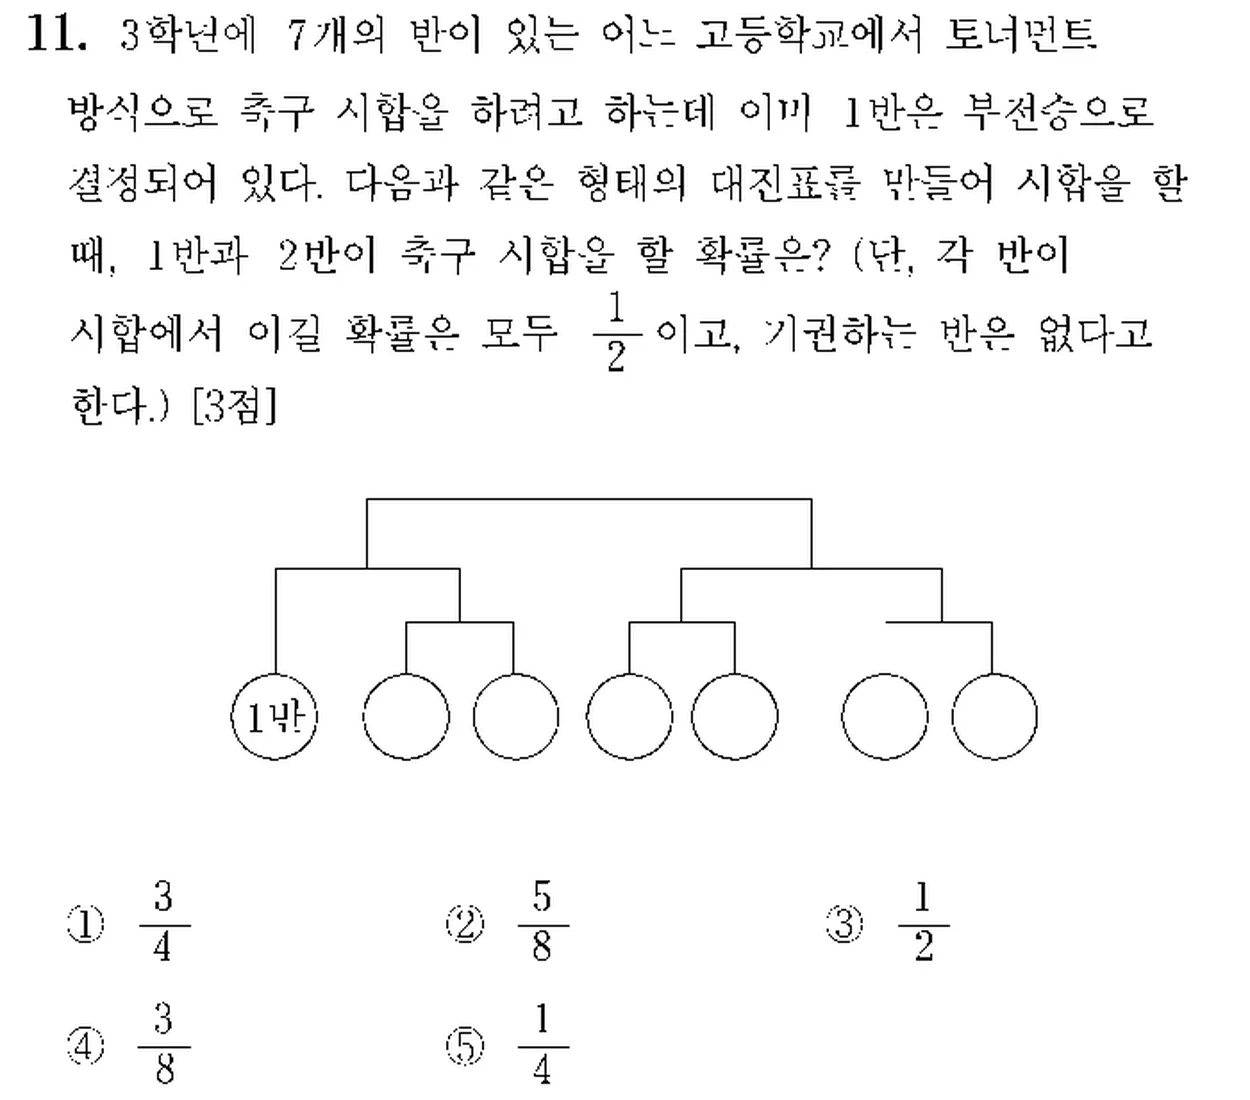 11. 3학년에 7개의 반이 있는 어느 고등학교에서 토너먼트
방식으로 축구 시합을 하려고 하는데 이미 1반은 부전승으로
결정되어 있다. 다음과 같은 형태의 대진표를 만들어 시합을 할
때, 1반과 2반이 축구 시합을 할 확률은? (단, 각 반이
시합에서 이길 확률은 모두 1/2 이고, 기권하는 반은 없다고
한다.) [3점]
1반
① 3/4 ② 5/8 ③ 1/2
④ 3/8 ⑤ 1/4